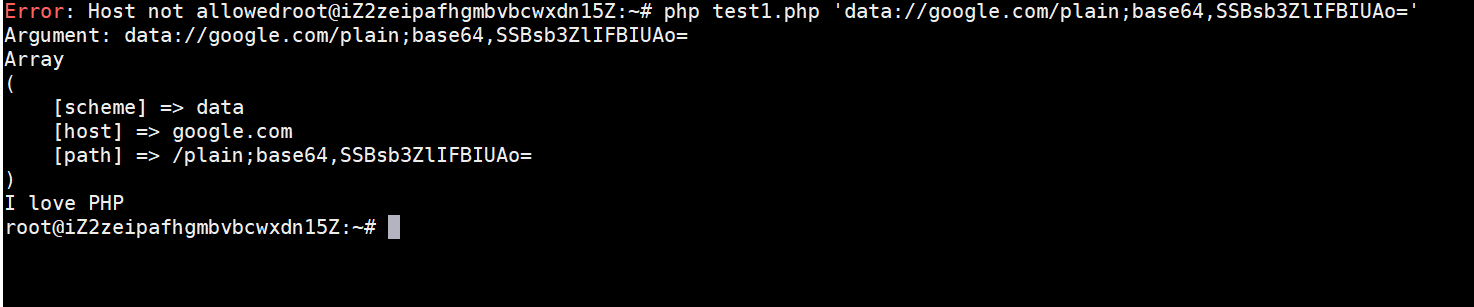 Error: Host not allowedroot@iZ2zeipafhgmbvbcwxdn15Z:~# php test1.php 'data://google.com/plain;base64,SSBsb3ZlIFBIUAo='
Argument: data://google.com/plain;base64,SSBsb3ZlIFBIUAo=
Array
(
    [scheme] => data
    [host] => google.com
    [path] => /plain;base64,SSBsb3ZlIFBIUAo=
)
I love PHP
root@iZ2zeipafhgmbvbcwxdn15Z:~#